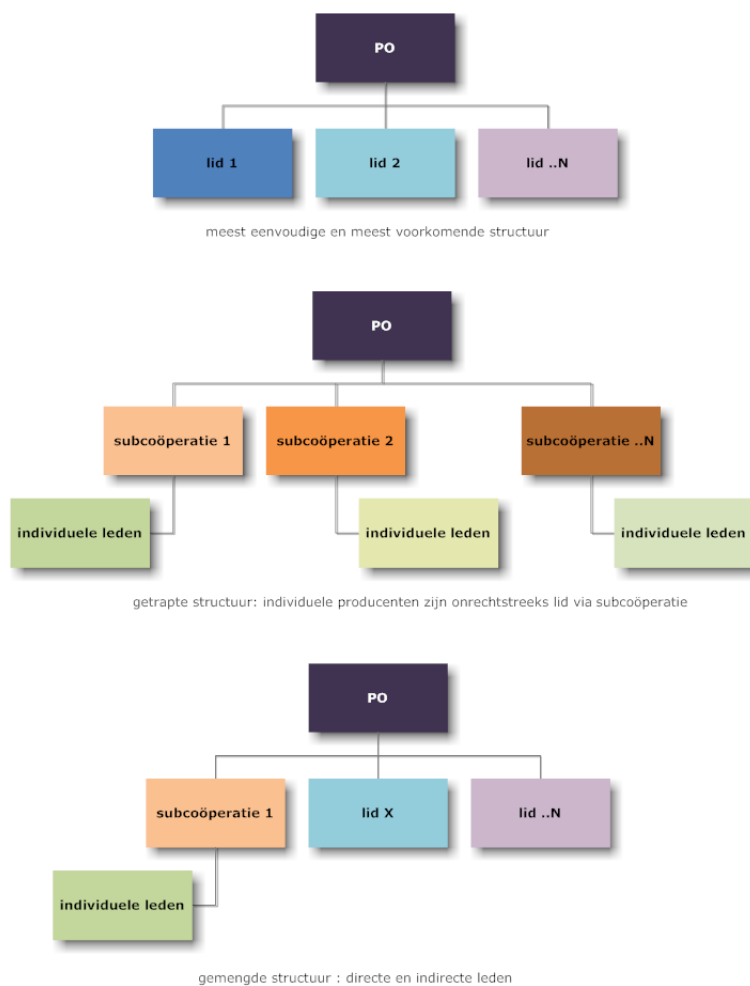 PO
lid 1
lid 2
lid ..N
meest eenvoudige en meest voorkomende structuur
PO
subcoöperatie 1
subcoöperatie 2
subcoöperatie ..N
individuele leden
individuele leden
individuele leden
getrapte structuur: individuele producenten zijn onrechtstreeks lid via subcoöperatie
PO
subcoöperatie 1
lid X
lid ..N
individuele leden
gemengde structuur : directe en indirecte leden